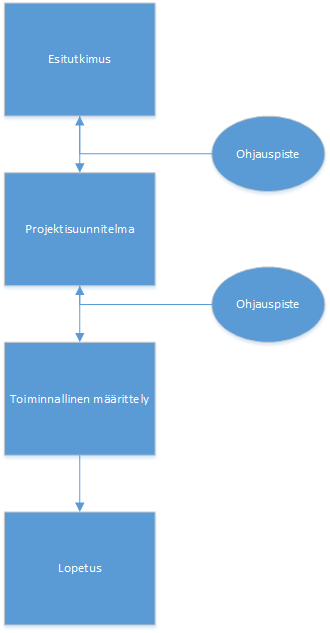 Esitutkimus
Ohjauspiste
Projektisuunnitelma
Ohjauspiste
Toiminnallinen määrittely
Lopetus